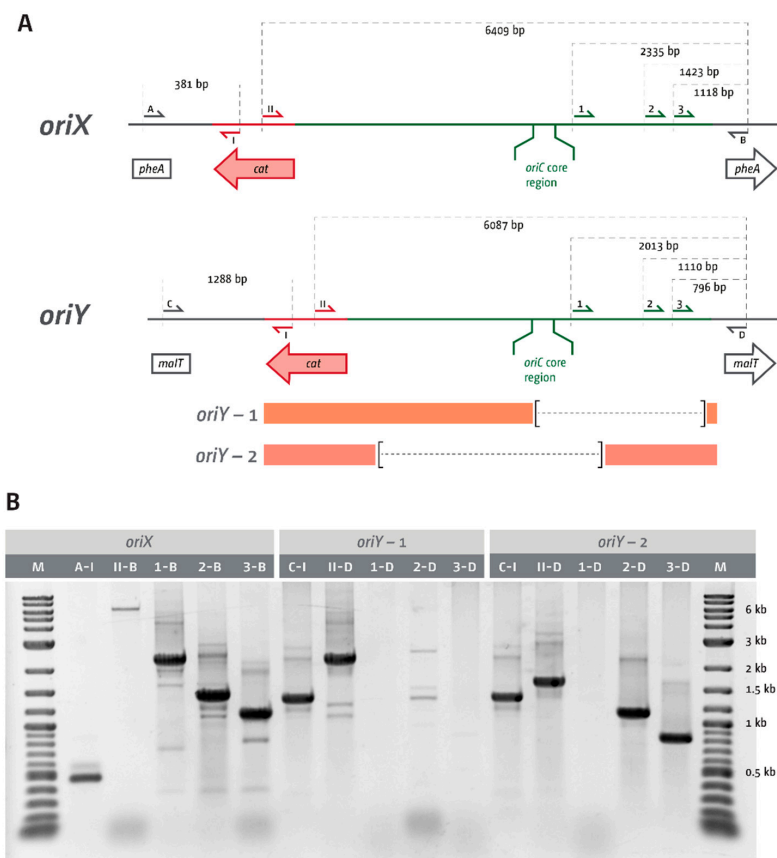 A
6409 bp
2335 bp
381 bp
1423 bp
1118 bp
A
II
1
2
3
oriX
I
B
pheA
cat
oriC core
region
pheA
6087 bp
2013 bp
1288 bp
1110 bp
796 bp
C
II
1
2
3
oriY
I
D
malT
cat
oriC core
region
malT
oriY – 1
oriY – 2
B
oriX oriY – 1 oriY – 2
M A-I II-B 1-B 2-B 3-B C-I II-D 1-D 2-D 3-D C-I II-D 1-D 2-D 3-D M
6 kb
3 kb
2 kb
1.5 kb
1 kb
0.5 kb